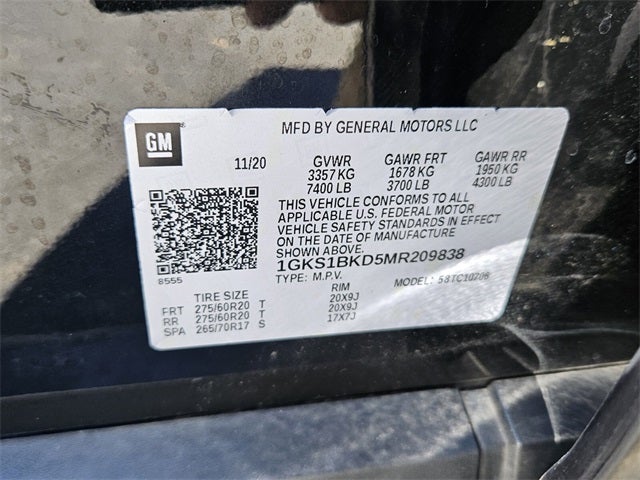 GM
MFD BY GENERAL MOTORS LLC
11/20 GVWR GAWR FRT GAWR RR
3357 KG 1678 KG 1950 KG
7400 LB 3700 LB 4300 LB
THIS VEHICLE CONFORMS TO ALL
APPLICABLE U.S. FEDERAL MOTOR
VEHICLE SAFETY STANDARDS IN EFFECT
ON THE DATE OF MANUFACTURE
SHOWN ABOVE.
1GKS1BKD5MR209838
8555
TYPE: M.P.V. MODEL: 58TC10706
TIRE SIZE RIM
FRT 275/60R20 T 20X9J
RR 275/60R20 T 20X9J
SPA 265/70R17 S 17X7J